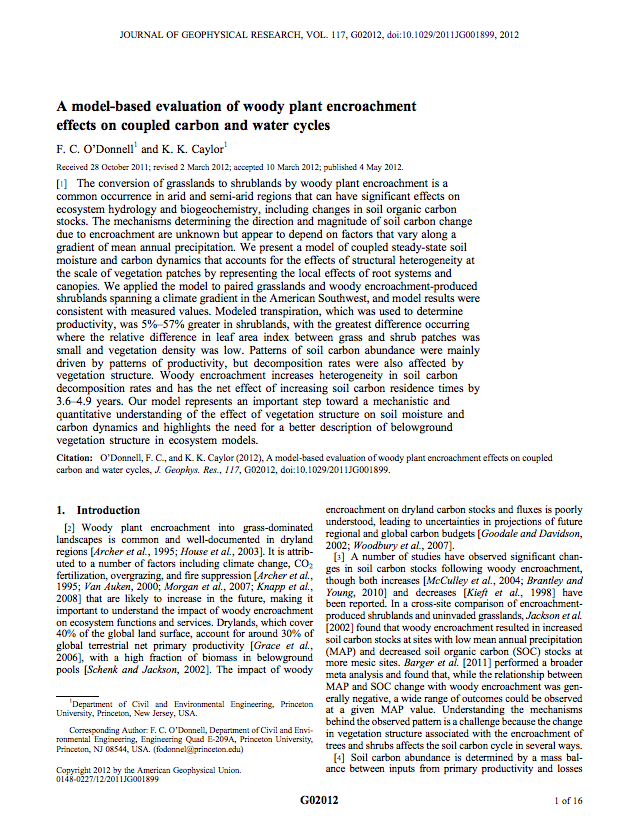 JOURNAL OF GEOPHYSICAL RESEARCH, VOL. 117, G02012, doi:10.1029/2011JG001899, 2012
A model-based evaluation of woody plant encroachment
effects on coupled carbon and water cycles
F. C. O’Donnell1 and K. K. Caylor1
Received 28 October 2011; revised 2 March 2012; accepted 10 March 2012; published 4 May 2012.
[1] The conversion of grasslands to shrublands by woody plant encroachment is a
common occurrence in arid and semi-arid regions that can have significant effects on
ecosystem hydrology and biogeochemistry, including changes in soil organic carbon
stocks. The mechanisms determining the direction and magnitude of soil carbon change
due to encroachment are unknown but appear to depend on factors that vary along a
gradient of mean annual precipitation. We present a model of coupled steady-state soil
moisture and carbon dynamics that accounts for the effects of structural heterogeneity at
the scale of vegetation patches by representing the local effects of root systems and
canopies. We applied the model to paired grasslands and woody encroachment-produced
shrublands spanning a climate gradient in the American Southwest, and model results were
consistent with measured values. Modeled transpiration, which was used to determine
productivity, was 5%–57% greater in shrublands, with the greatest difference occurring
where the relative difference in leaf area index between grass and shrub patches was
small and vegetation density was low. Patterns of soil carbon abundance were mainly
driven by patterns of productivity, but decomposition rates were also affected by
vegetation structure. Woody encroachment increases heterogeneity in soil carbon
decomposition rates and has the net effect of increasing soil carbon residence times by
3.6–4.9 years. Our model represents an important step toward a mechanistic and
quantitative understanding of the effect of vegetation structure on soil moisture and
carbon dynamics and highlights the need for a better description of belowground
vegetation structure in ecosystem models.
Citation: O’Donnell, F. C., and K. K. Caylor (2012), A model-based evaluation of woody plant encroachment effects on coupled
carbon and water cycles, J. Geophys. Res., 117, G02012, doi:10.1029/2011JG001899.
1. Introduction
[2] Woody plant encroachment into grass-dominated
landscapes is common and well-documented in dryland
regions [Archer et al., 1995; House et al., 2003]. It is attrib-
uted to a number of factors including climate change, CO2
fertilization, overgrazing, and fire suppression [Archer et al.,
1995; Van Auken, 2000; Morgan et al., 2007; Knapp et al.,
2008] that are likely to increase in the future, making it
important to understand the impact of woody encroachment
on ecosystem functions and services. Drylands, which cover
40% of the global land surface, account for around 30% of
global terrestrial net primary productivity [Grace et al.,
2006], with a high fraction of biomass in belowground
pools [Schenk and Jackson, 2002]. The impact of woody
1Department of Civil and Environmental Engineering, Princeton
University, Princeton, New Jersey, USA.
Corresponding Author: F. C. O’Donnell, Department of Civil and Envi-
ronmental Engineering, Engineering Quad E-209A, Princeton University,
Princeton, NJ 08544, USA. (fodonnel@princeton.edu)
Copyright 2012 by the American Geophysical Union.
0148-0227/12/2011JG001899
encroachment on dryland carbon stocks and fluxes is poorly
understood, leading to uncertainties in projections of future
regional and global carbon budgets [Goodale and Davidson,
2002; Woodbury et al., 2007].
[3] A number of studies have observed significant chan-
ges in soil carbon stocks following woody encroachment,
though both increases [McCulley et al., 2004; Brantley and
Young, 2010] and decreases [Kieft et al., 1998] have
been reported. In a cross-site comparison of encroachment-
produced shrublands and uninvaded grasslands, Jackson et al.
[2002] found that woody encroachment resulted in increased
soil carbon stocks at sites with low mean annual precipitation
(MAP) and decreased soil organic carbon (SOC) stocks at
more mesic sites. Barger et al. [2011] performed a broader
meta analysis and found that, while the relationship between
MAP and SOC change with woody encroachment was gen-
erally negative, a wide range of outcomes could be observed
at a given MAP value. Understanding the mechanisms
behind the observed pattern is a challenge because the change
in vegetation structure associated with the encroachment of
trees and shrubs affects the soil carbon cycle in several ways.
[4] Soil carbon abundance is determined by a mass bal-
ance between inputs from primary productivity and losses
G02012
1 of 16